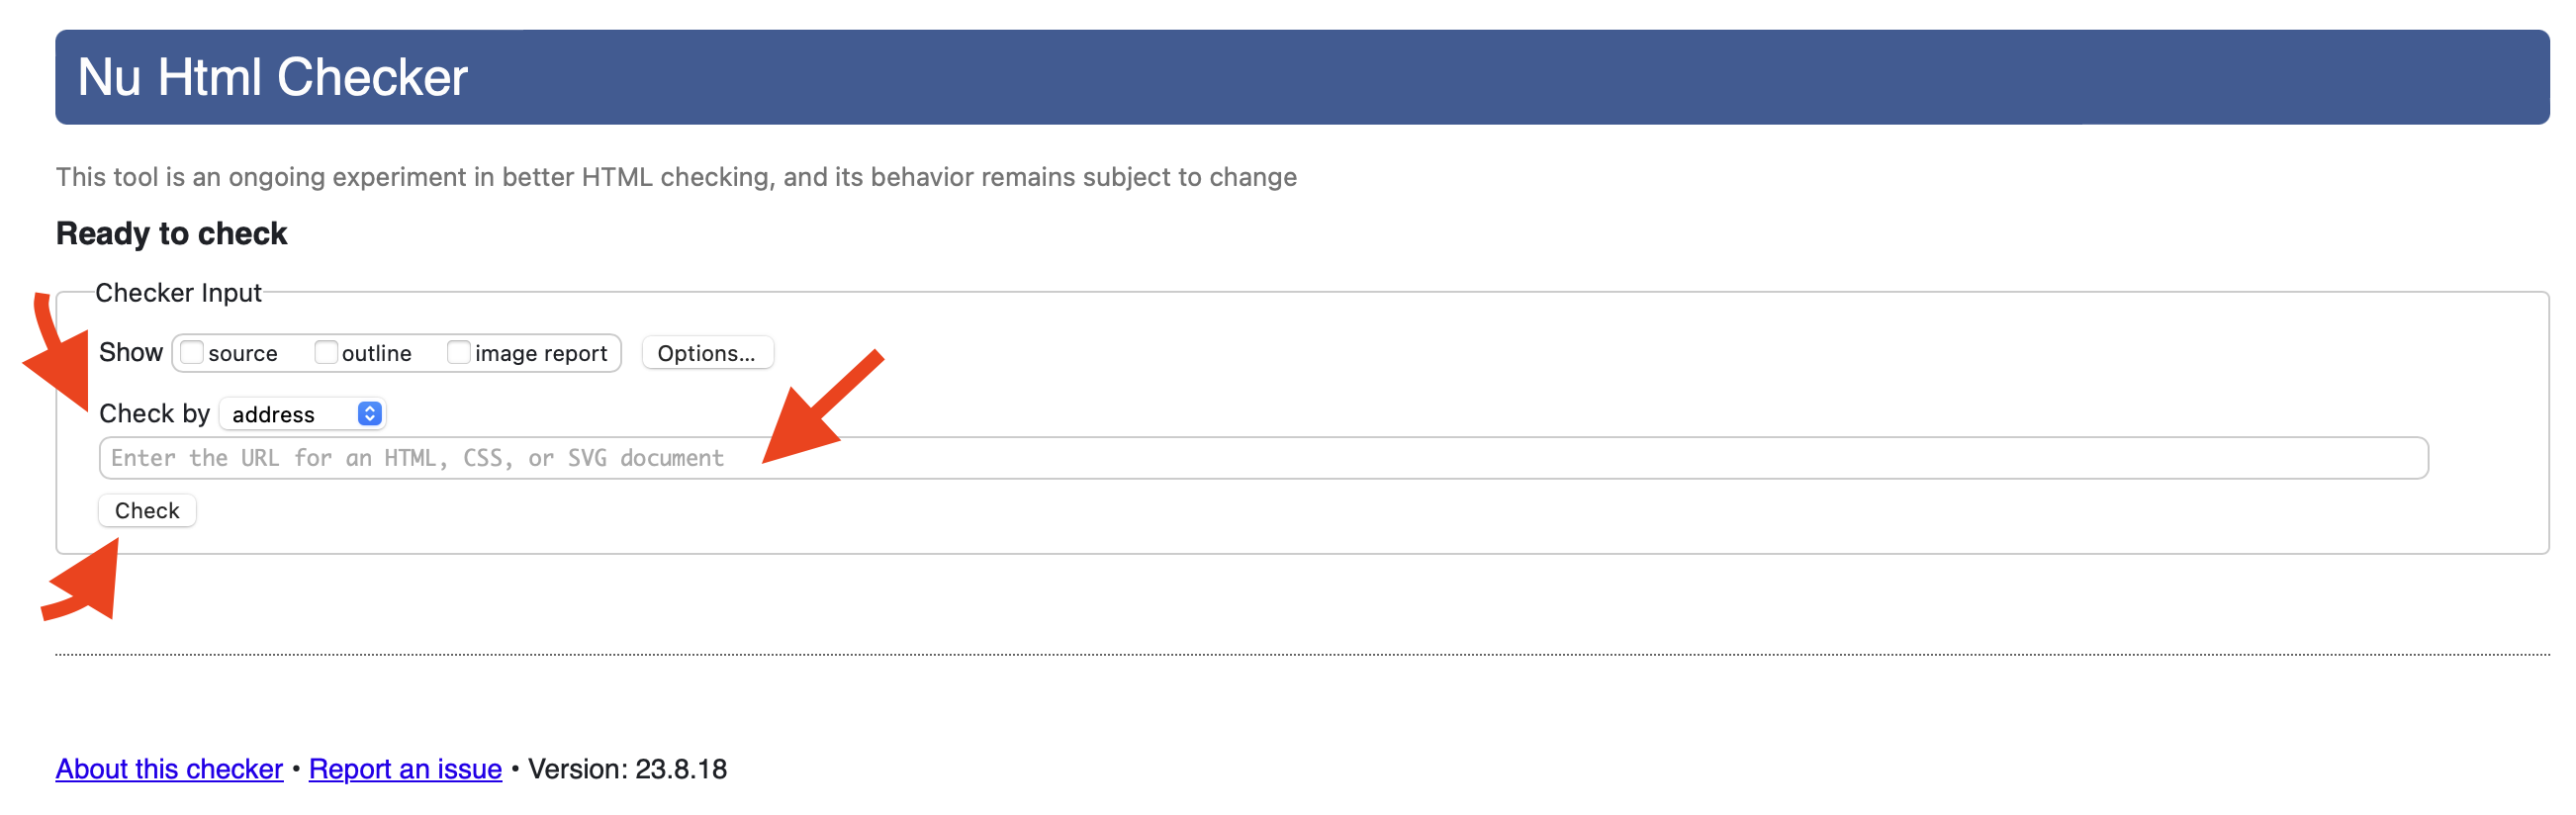 Nu Html Checker
This tool is an ongoing experiment in better HTML checking, and its behavior remains subject to change
Ready to check
Checker Input
Show source outline image report Options...
Check by address
Enter the URL for an HTML, CSS, or SVG document
Check
About this checker • Report an issue • Version: 23.8.18